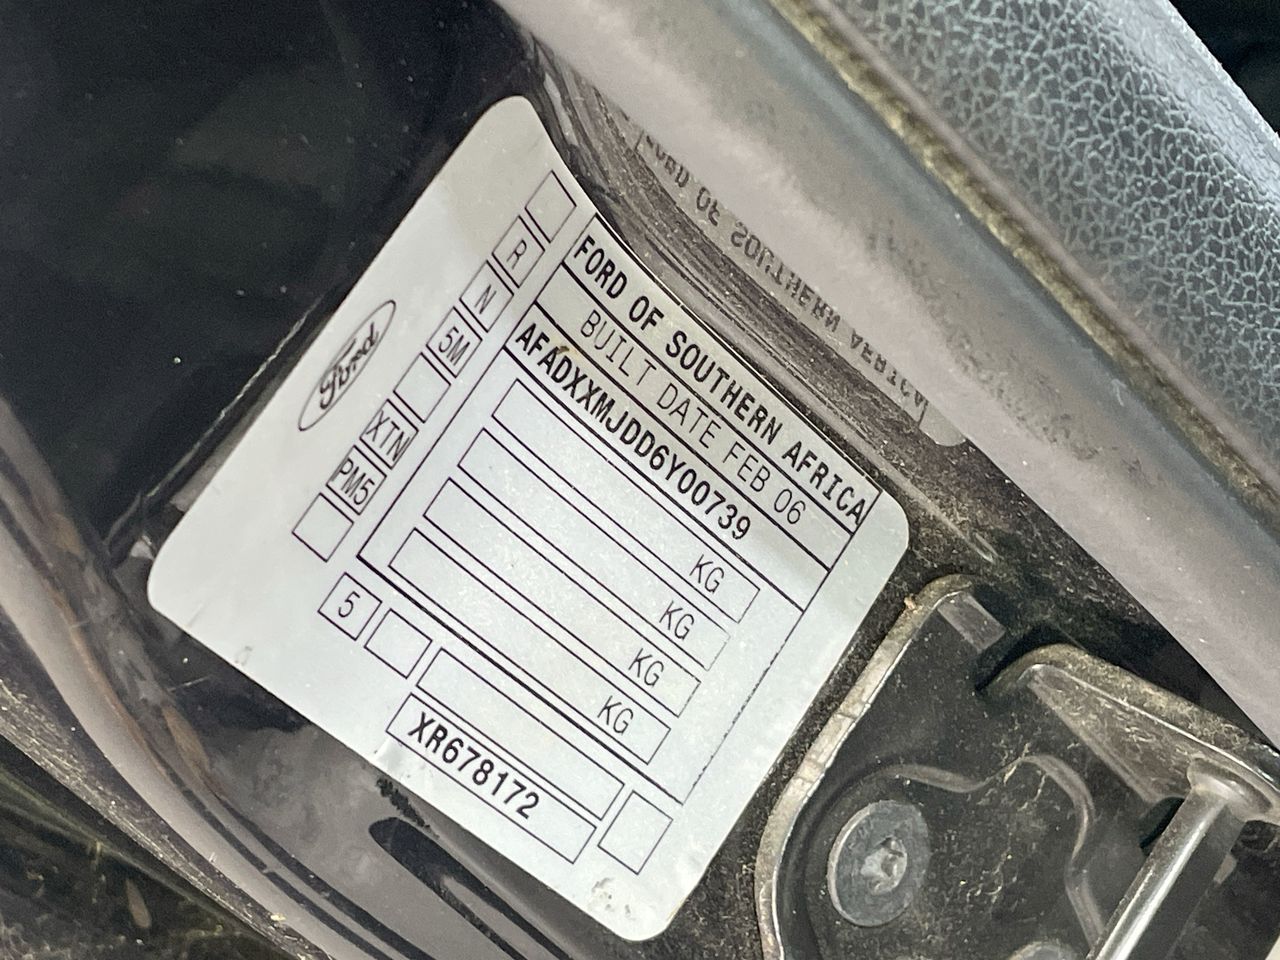 Ford
R
N
5M
XTN
PM5
FORD OF SOUTHERN AFRICA
BUILT DATE FEB 06
AFADXXMJDD6Y00739
KG
KG
KG
KG
5
XR678172